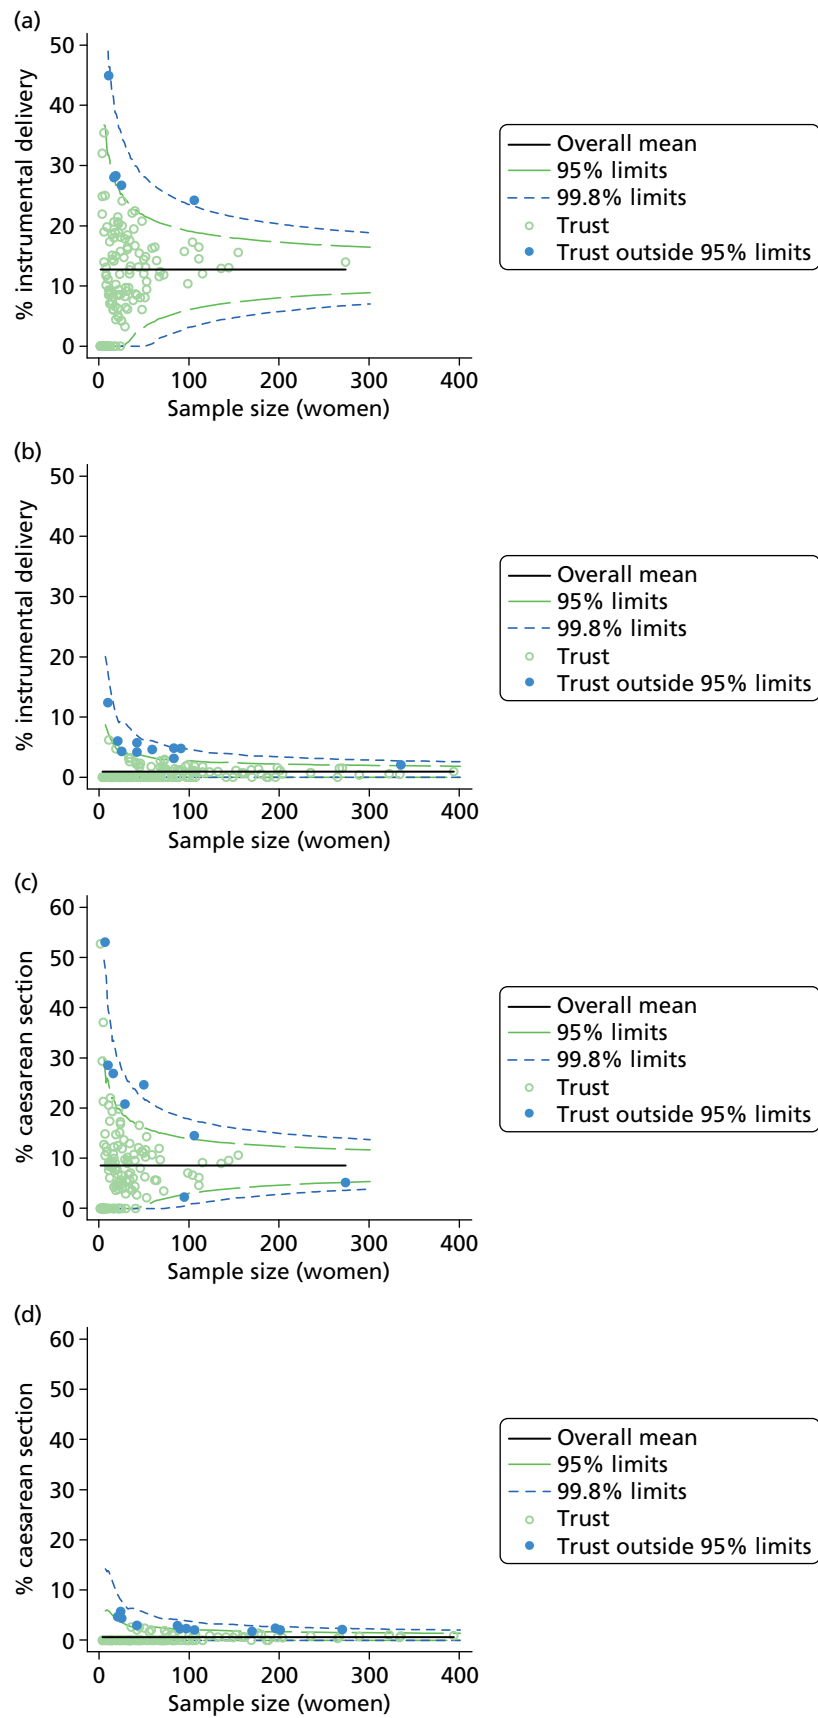 (a)
50
40
30
20
10
0
% instrumental delivery
0 100 200 300 400
Sample size (women)
Overall mean
95% limits
99.8% limits
Trust
Trust outside 95% limits
(b)
50
40
30
20
10
0
% instrumental delivery
0 100 200 300 400
Sample size (women)
Overall mean
95% limits
99.8% limits
Trust
Trust outside 95% limits
(c)
60
50
40
30
20
10
0
% caesarean section
0 100 200 300 400
Sample size (women)
Overall mean
95% limits
99.8% limits
Trust
Trust outside 95% limits
(d)
60
50
40
30
20
10
0
% caesarean section
0 100 200 300 400
Sample size (women)
Overall mean
95% limits
99.8% limits
Trust
Trust outside 95% limits